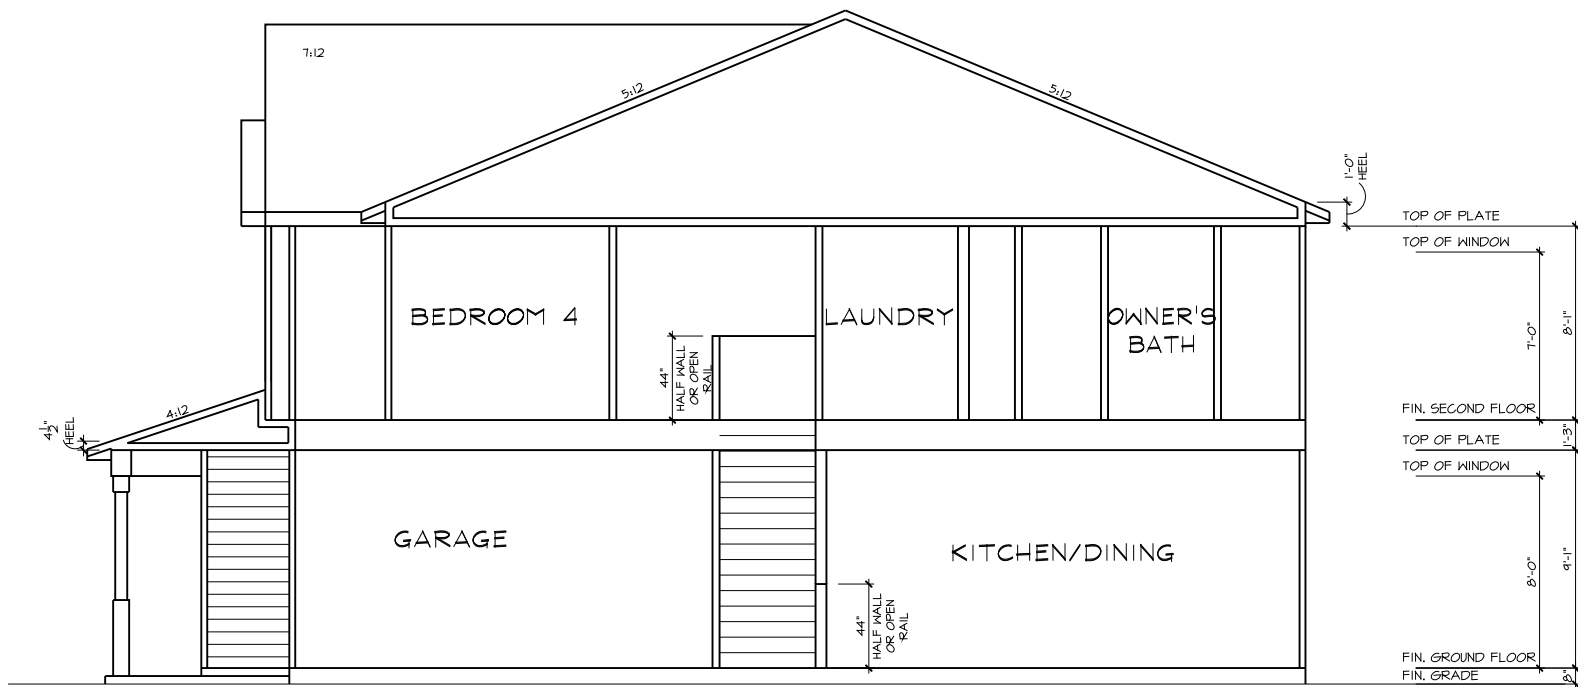 7:12
5:12
5:12
1'-0"
HEEL
TOP OF PLATE
TOP OF WINDOW
BEDROOM 4
LAUNDRY
OWNER'S
BATH
7'-0"
8'-1"
44"
HALF WALL
OR OPEN
RAIL
4:12
4 1/2"
HEEL
FIN. SECOND FLOOR
1'-3"
TOP OF PLATE
TOP OF WINDOW
GARAGE
KITCHEN/DINING
8'-0"
9'-1"
44"
HALF WALL
OR OPEN
RAIL
FIN. GROUND FLOOR
FIN. GRADE
8"